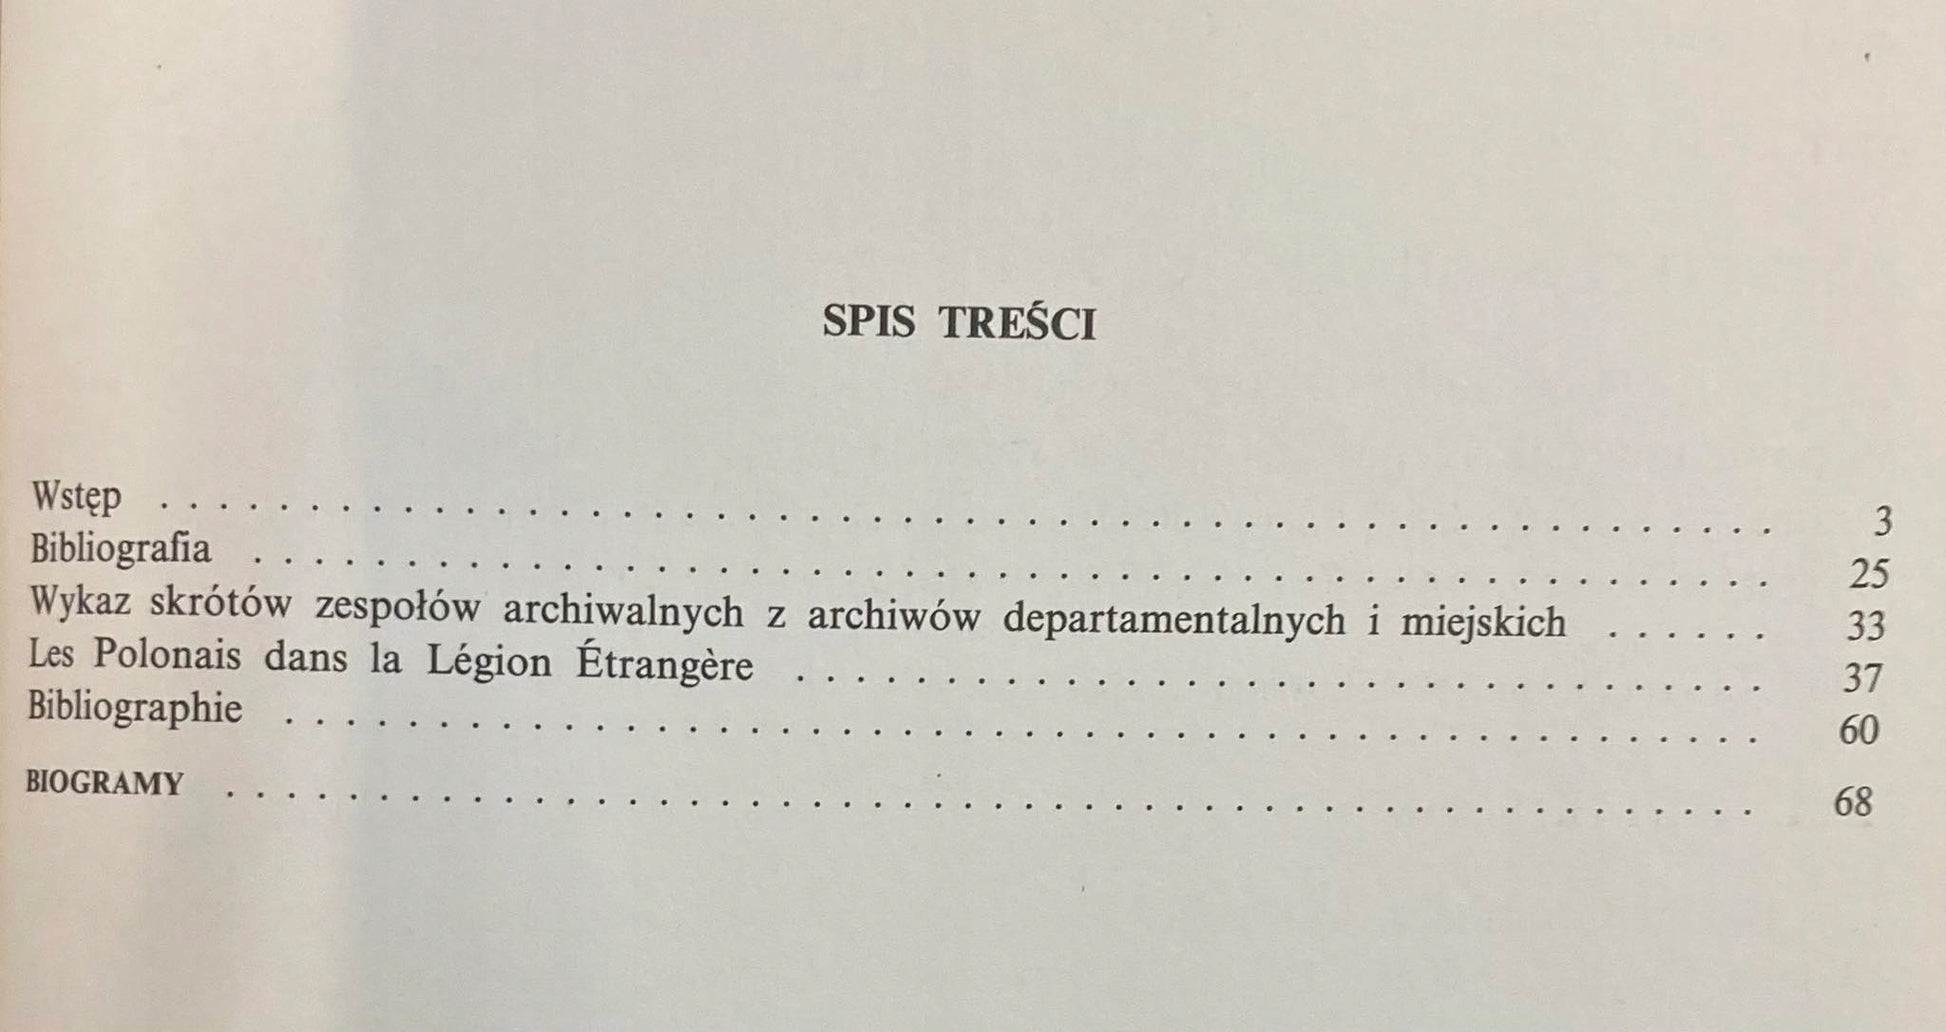 SPIS TREŚCI
Wstęp . . . . . . . . . . . . . . . . . . . . . . . . . . . . . . . . . . . . . . . . . . . . . . . . . . . . . 3
Bibliografia . . . . . . . . . . . . . . . . . . . . . . . . . . . . . . . . . . . . . . . . . . . . . . . . . . 25
Wykaz skrótów zespołów archiwalnych z archiwów departamentalnych i miejskich . . . . . . 33
Les Polonais dans la Légion Étrangère . . . . . . . . . . . . . . . . . . . . . . . . . . . . . . . . 37
Bibliographie . . . . . . . . . . . . . . . . . . . . . . . . . . . . . . . . . . . . . . . . . . . . . . . . . 60
BIOGRAMY . . . . . . . . . . . . . . . . . . . . . . . . . . . . . . . . . . . . . . . . . . . . . . . . . . . 68